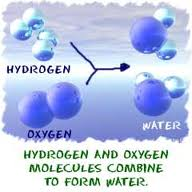 HYDROGEN
OXYGEN
WATER
HYDROGEN AND OXYGEN
MOLECULES COMBINE
TO FORM WATER.